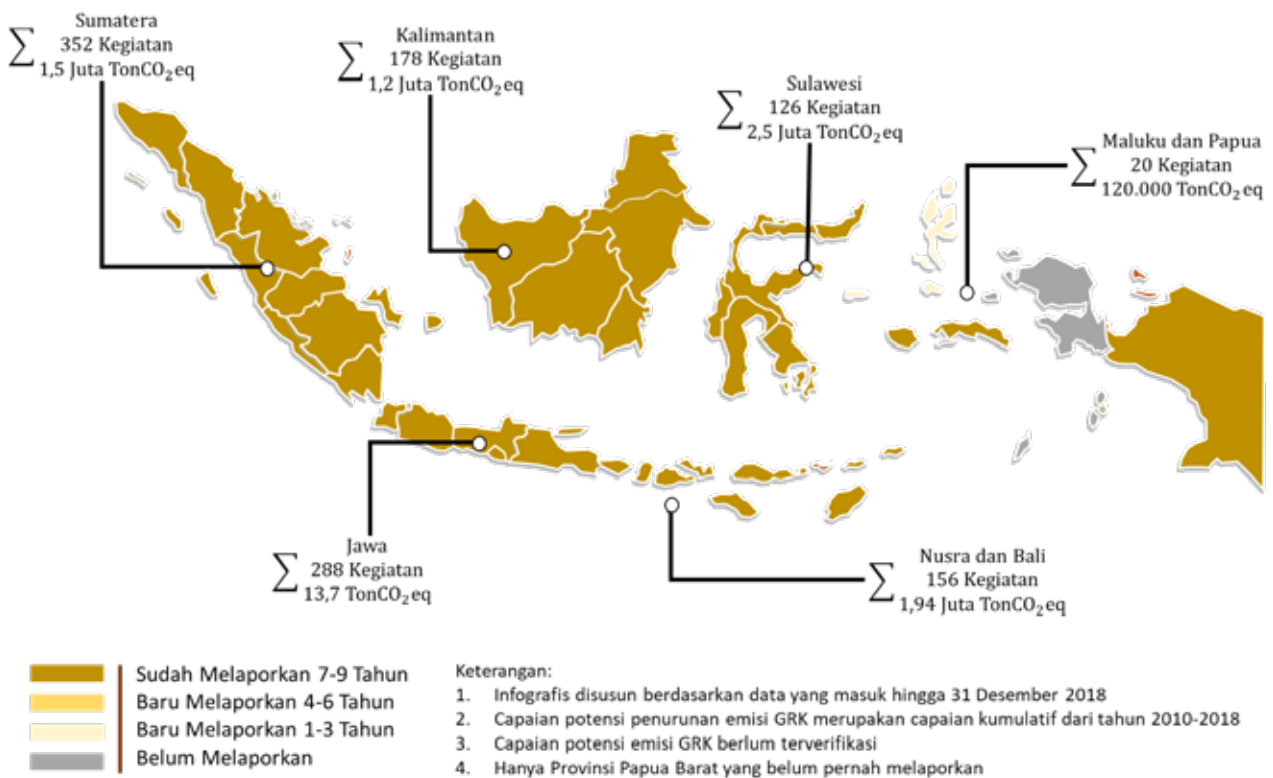 Sumatera
∑ 352 Kegiatan
1,5 Juta TonCO₂eq
Kalimantan
∑ 178 Kegiatan
1,2 Juta TonCO₂eq
Sulawesi
∑ 126 Kegiatan
2,5 Juta TonCO₂eq
Maluku dan Papua
∑ 20 Kegiatan
120.000 TonCO₂eq
Jawa
∑ 288 Kegiatan
13,7 TonCO₂eq
Nusra dan Bali
∑ 156 Kegiatan
1,94 Juta TonCO₂eq
Sudah Melaporkan 7-9 Tahun
Baru Melaporkan 4-6 Tahun
Baru Melaporkan 1-3 Tahun
Belum Melaporkan
Keterangan:
1. Infografis disusun berdasarkan data yang masuk hingga 31 Desember 2018
2. Capaian potensi penurunan emisi GRK merupakan capaian kumulatif dari tahun 2010-2018
3. Capaian potensi emisi GRK berlum terverifikasi
4. Hanya Provinsi Papua Barat yang belum pernah melaporkan